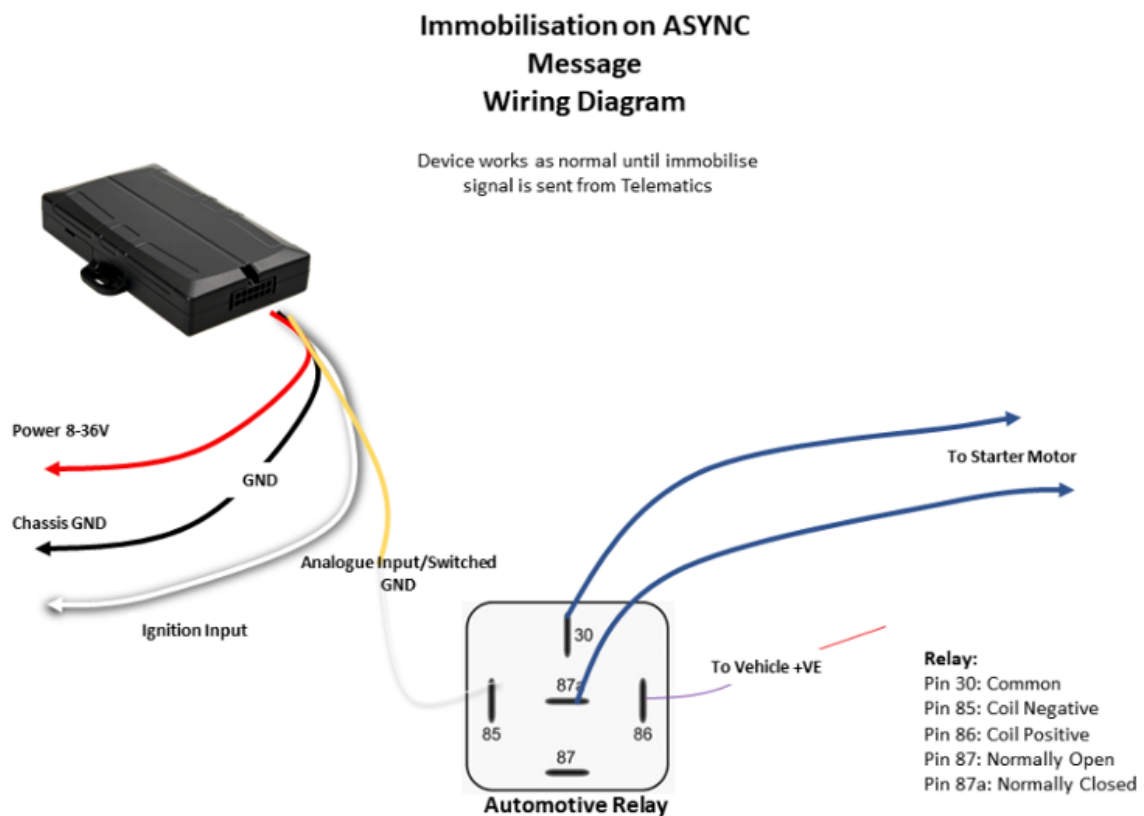 Immobilisation on ASYNC
Message
Wiring Diagram
Device works as normal until immobilise
signal is sent from Telematics
Power 8-36V
GND
Chassis GND
Ignition Input
Analogue Input/Switched
GND
To Starter Motor
To Vehicle +VE
30
87a
85
86
87
Automotive Relay
Relay:
Pin 30: Common
Pin 85: Coil Negative
Pin 86: Coil Positive
Pin 87: Normally Open
Pin 87a: Normally Closed